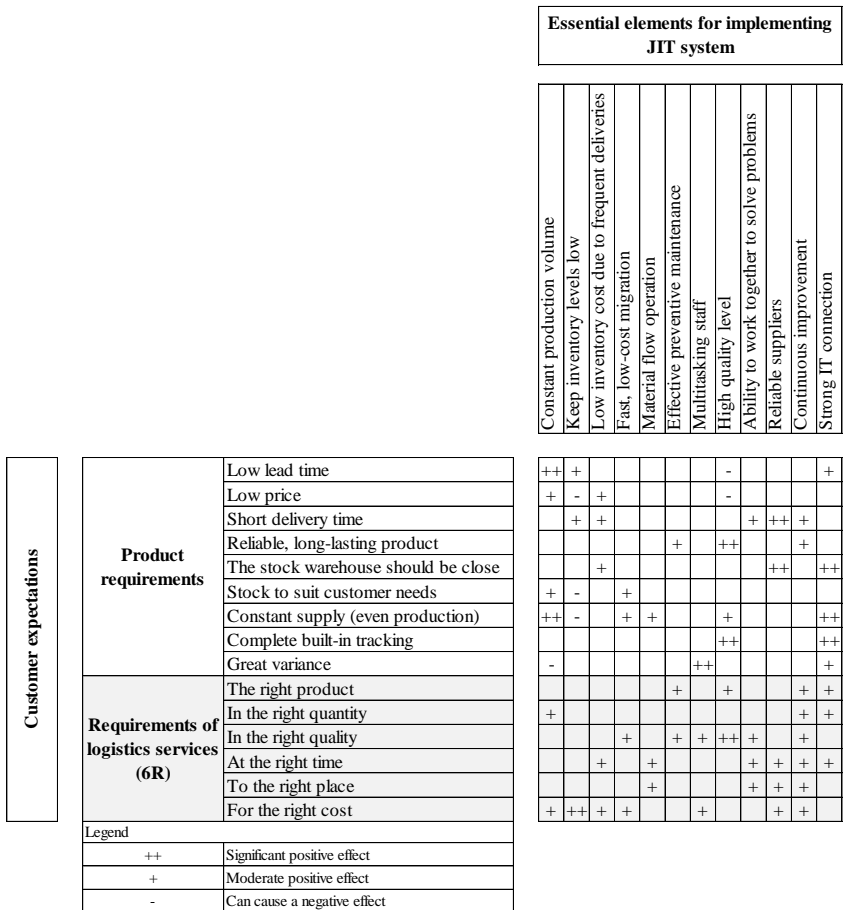 Essential elements for implementing
JIT system
Constant production volume
Keep inventory levels low
Low inventory cost due to frequent deliveries
Fast, low-cost migration
Material flow operation
Effective preventive maintenance
Multitasking staff
High quality level
Ability to work together to solve problems
Reliable suppliers
Continuous improvement
Strong IT connection
Customer expectations
Product
requirements
Low lead time ++ + - +
Low price + - + -
Short delivery time + + + ++ +
Reliable, long-lasting product + ++ +
The stock warehouse should be close + ++ ++
Stock to suit customer needs + - +
Constant supply (even production) ++ - + + + ++
Complete built-in tracking ++ ++
Great variance - ++ +
Requirements of
logistics services
(6R)
The right product + + + +
In the right quantity + + +
In the right quality + + + ++ + +
At the right time + + + + + +
To the right place + + + +
For the right cost + ++ + + + + +
Legend
++ Significant positive effect
+ Moderate positive effect
- Can cause a negative effect